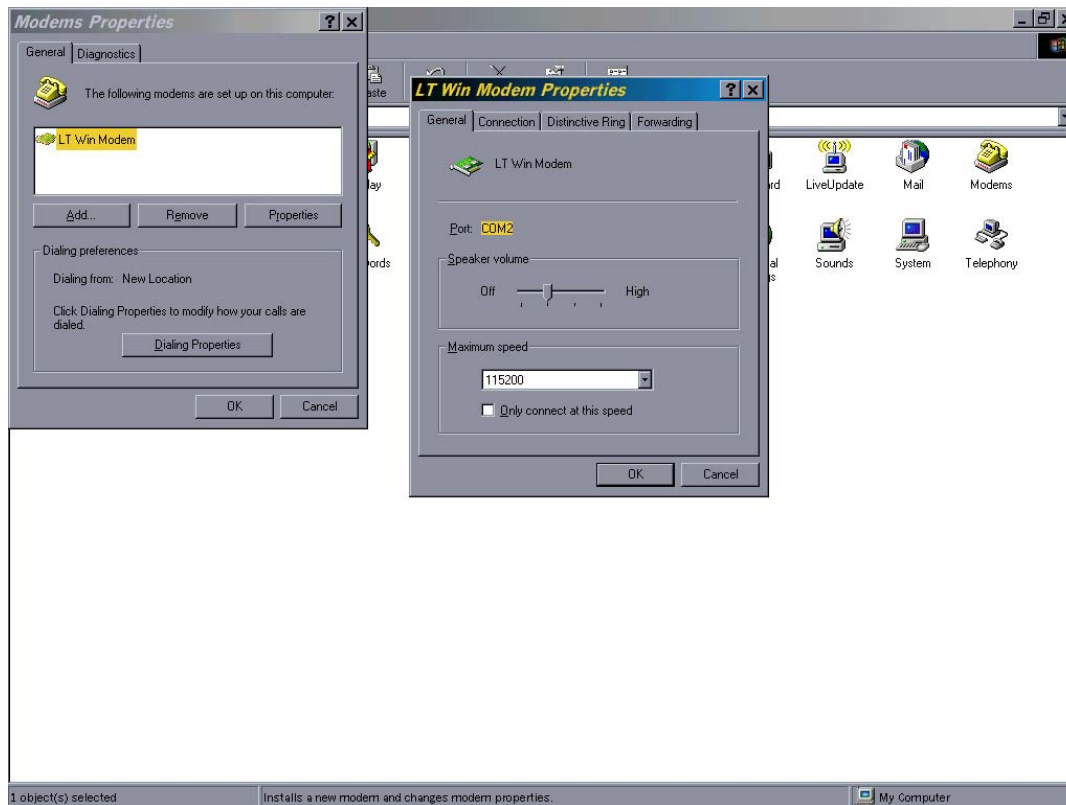 Modems Properties
General Diagnostics
The following modems are set up on this computer:
LT Win Modem
Add... Remove Properties
Dialing preferences
Dialing from: New Location
Click Dialing Properties to modify how your calls are
dialed.
Dialing Properties
OK Cancel
LT Win Modem Properties
General Connection Distinctive Ring Forwarding
LT Win Modem
Port: COM2
Speaker volume
Off High
Maximum speed
115200
Only connect at this speed
OK Cancel
LiveUpdate Mail Modems
Sounds System Telephony
1 object(s) selected Installs a new modem and changes modem properties. My Computer